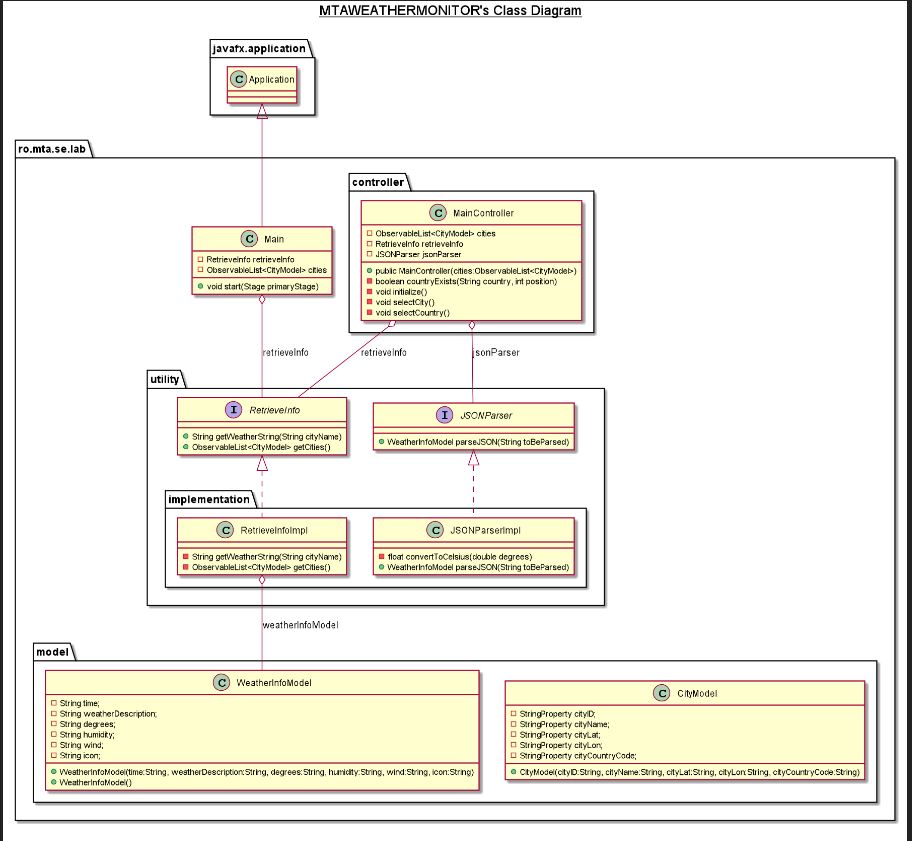 MTAWEATHERMONITOR's Class Diagram
javafx.application
C Application
ro.mta.se.lab
controller
C MainController
ObservableList<CityModel> cities
RetrieveInfo retrieveInfo
JSONParser jsonParser
public MainController(cities:ObservableList<CityModel>)
boolean countryExists(String country, int position)
void initialize()
void selectCity()
void selectCountry()
C Main
RetrieveInfo retrieveInfo
ObservableList<CityModel> cities
void start(Stage primaryStage)
retrieveInfo
retrieveInfo
jsonParser
utility
I RetrieveInfo
String getWeatherString(String cityName)
ObservableList<CityModel> getCities()
I JSONParser
WeatherInfoModel parseJSON(String toBeParsed)
implementation
C RetrieveInfoImpl
String getWeatherString(String cityName)
ObservableList<CityModel> getCities()
C JSONParserImpl
float convertToCelsius(double degrees)
WeatherInfoModel parseJSON(String toBeParsed)
weatherInfoModel
model
C WeatherInfoModel
String time;
String weatherDescription;
String degrees;
String humidity;
String wind;
String icon;
WeatherInfoModel(time:String, weatherDescription:String, degrees:String, humidity:String, wind:String, icon:String)
WeatherInfoModel()
C CityModel
StringProperty cityID;
StringProperty cityName;
StringProperty cityLat;
StringProperty cityLon;
StringProperty cityCountryCode;
CityModel(cityID:String, cityName:String, cityLat:String, cityLon:String, cityCountryCode:String)